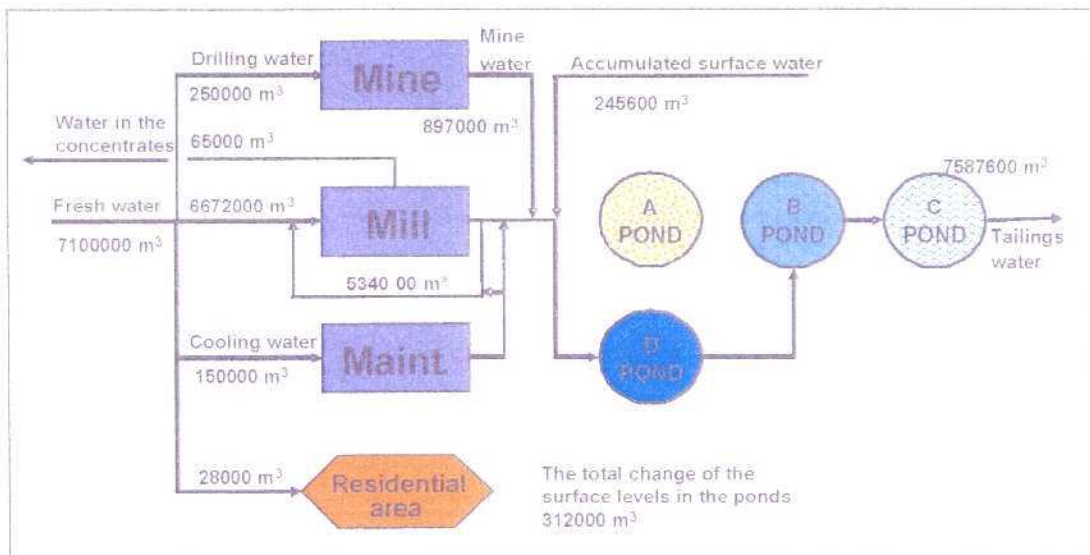 Drilling water
250000 m³
Mine
Mine
water
897000 m³
Accumulated surface water
245600 m³
Water in the
concentrates
65000 m³
Fresh water
7100000 m³
6672000 m³
Mill
5340 00 m³
A
POND
B
POND
C
POND
7587600 m³
Tailings
water
Cooling water
150000 m³
Maint
D
POND
28000 m³
Residential
area
The total change of the
surface levels in the ponds
312000 m³